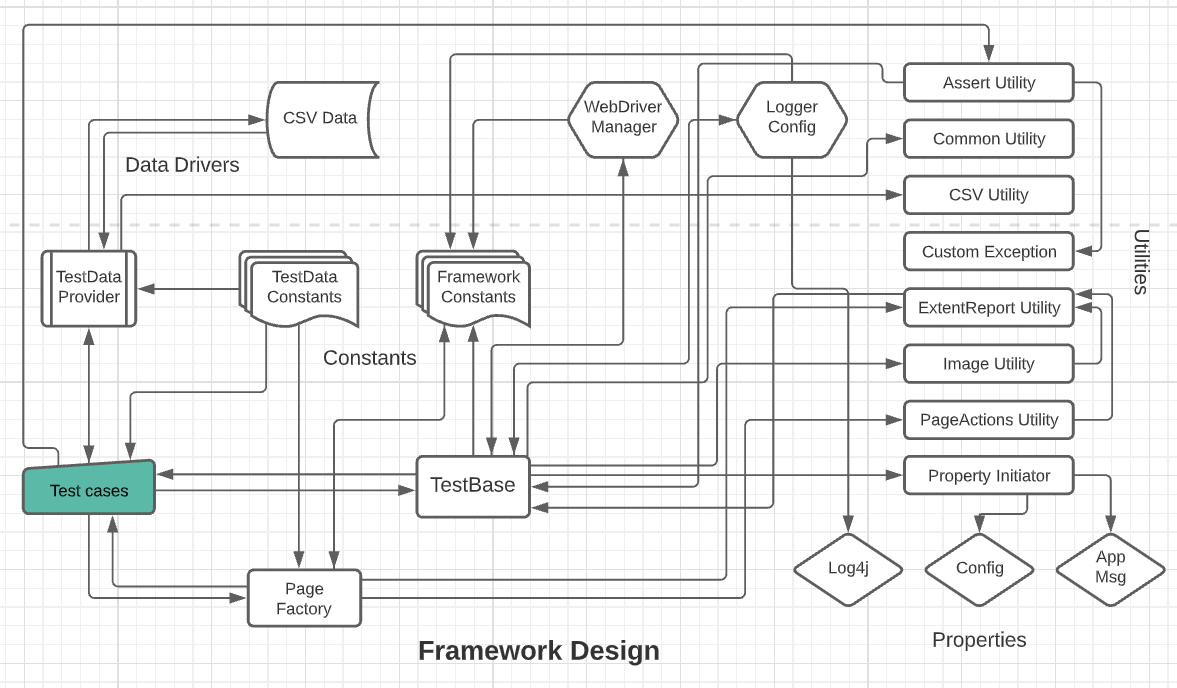 Assert Utility
CSV Data
WebDriver
Manager
Logger
Config
Common Utility
Data Drivers
CSV Utility
Custom Exception
Utilities
TestData
Provider
TestData
Constants
Framework
Constants
ExtentReport Utility
Constants
Image Utility
PageActions Utility
Test cases
TestBase
Property Initiator
Log4j
Config
App
Msg
Page
Factory
Properties
Framework Design